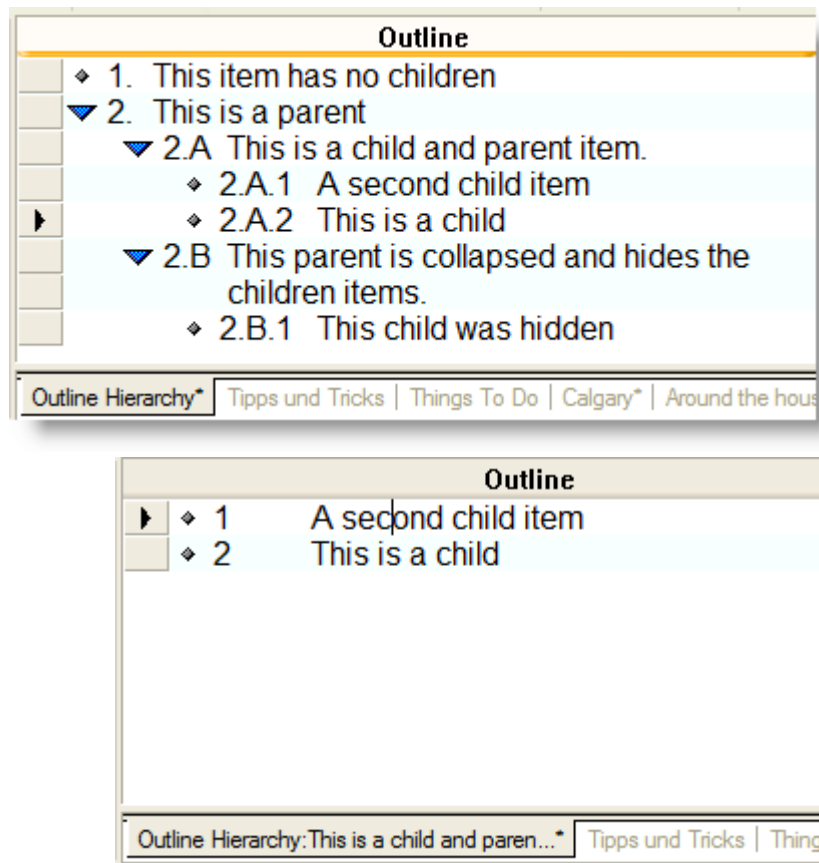 Outline
1. This item has no children
2. This is a parent
2.A This is a child and parent item.
2.A.1 A second child item
2.A.2 This is a child
2.B This parent is collapsed and hides the
children items.
2.B.1 This child was hidden
Outline Hierarchy* Tipps und Tricks | Things To Do | Calgary* | Around the hous
Outline
1 A second child item
2 This is a child
Outline Hierarchy:This is a child and paren...* Tipps und Tricks | Thing